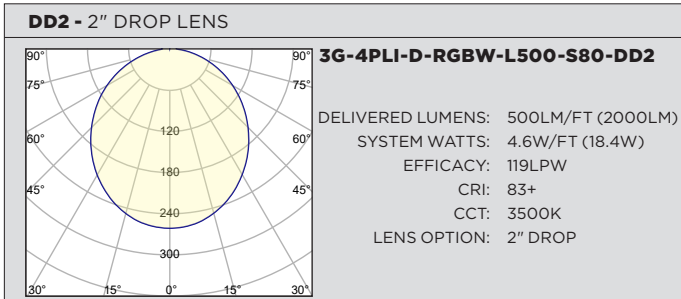 DD2 - 2" DROP LENS
90° 90°
75° 75°
60° 60°
45° 45°
120
180
240
300
30° 15° 0° 15° 30°
3G-4PLI-D-RGBW-L500-S80-DD2
DELIVERED LUMENS: 500LM/FT (2000LM)
SYSTEM WATTS: 4.6W/FT (18.4W)
EFFICACY: 119LPW
CRI: 83+
CCT: 3500K
LENS OPTION: 2" DROP